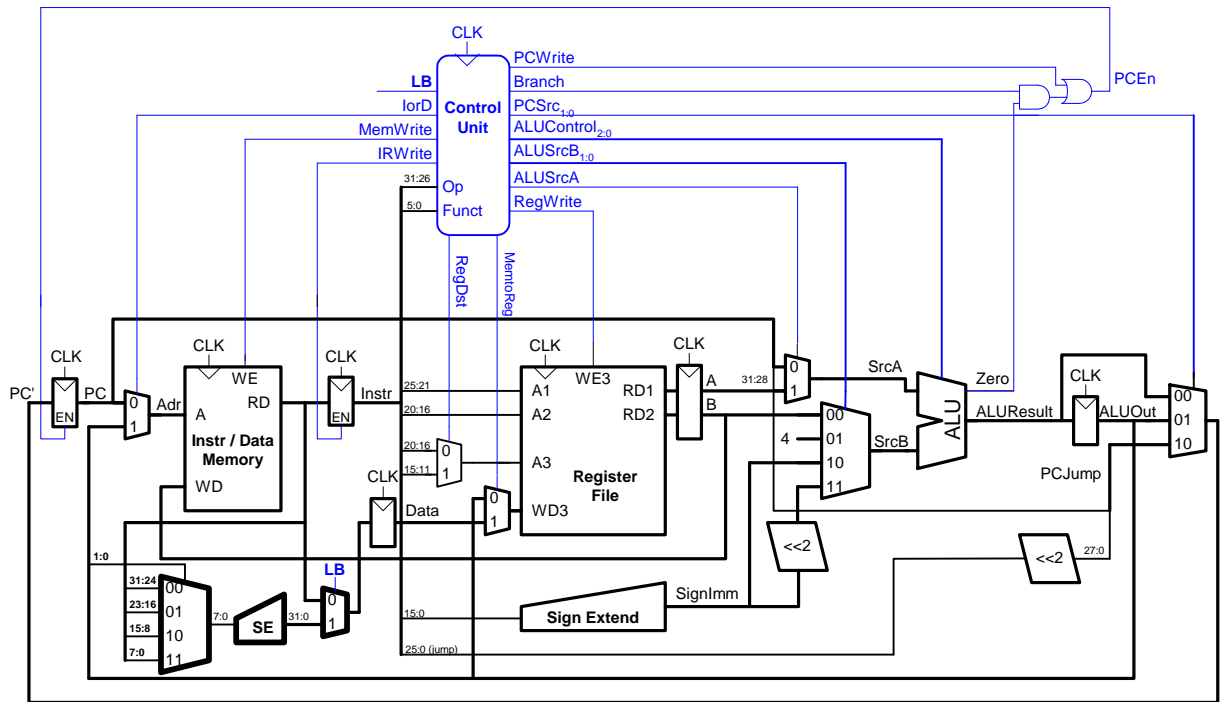 CLK
PCWrite
LB
Branch
PCEn
IorD
Control
Unit
PCSrc1:0
MemWrite
ALUControl2:0
IRWrite
ALUSrcB1:0
31:26
Op
ALUSrcA
5:0
Funct
RegWrite
RegDst
MemtoReg
CLK
CLK
CLK
CLK
CLK
PC'
EN
PC
0
1
Adr
WE
A
RD
Instr / Data
Memory
WD
EN
Instr
25:21
20:16
20:16
15:11
0
1
A1
A2
A3
WD3
WE3
RD1
RD2
Register
File
A
B
31:28
0
1
SrcA
00
4
01
10
11
SrcB
ALU
Zero
ALUResult
CLK
ALUOut
00
01
10
PCJump
CLK
Data
0
1
<<2
<<2
27:0
1:0
31:24
00
23:16
01
15:8
10
7:0
11
7:0
SE
31:0
LB
0
1
15:0
Sign Extend
SignImm
25:0 (jump)